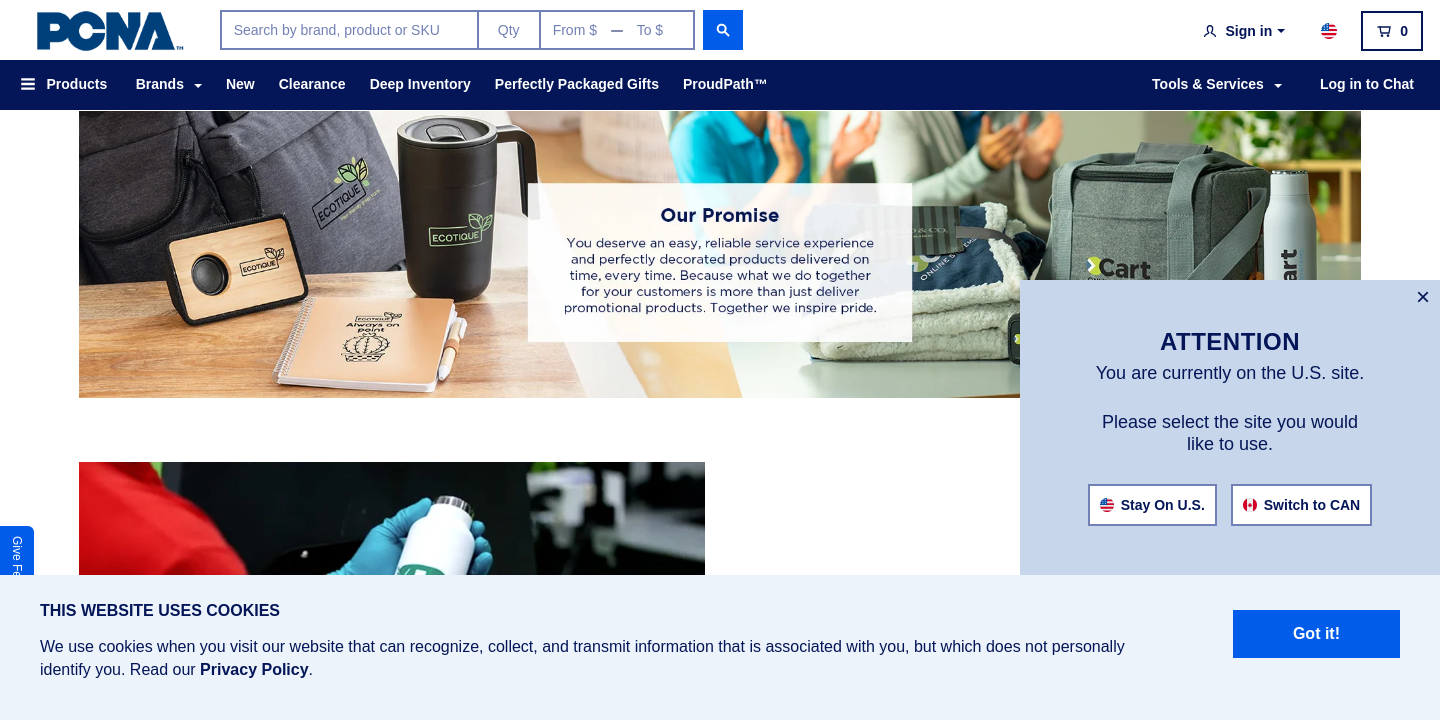 PCNA™
Search by brand, product or SKU
Qty
From $ — To $
Sign in
0
Products
Brands
New
Clearance
Deep Inventory
Perfectly Packaged Gifts
ProudPath™
Tools & Services
Log in to Chat
ECOTIQUE
ECOTIQUE
ECOTIQUE
ECOTIQUE
Always on
point
Our Promise
You deserve an easy, reliable service experience
and perfectly decorated products delivered on
time, every time. Because what we do together
for your customers is more than just deliver
promotional products. Together we inspire pride.
Cart
ATTENTION
You are currently on the U.S. site.
Please select the site you would
like to use.
Stay On U.S.
Switch to CAN
THIS WEBSITE USES COOKIES
We use cookies when you visit our website that can recognize, collect, and transmit information that is associated with you, but which does not personally
identify you. Read our Privacy Policy.
Got it!
Give